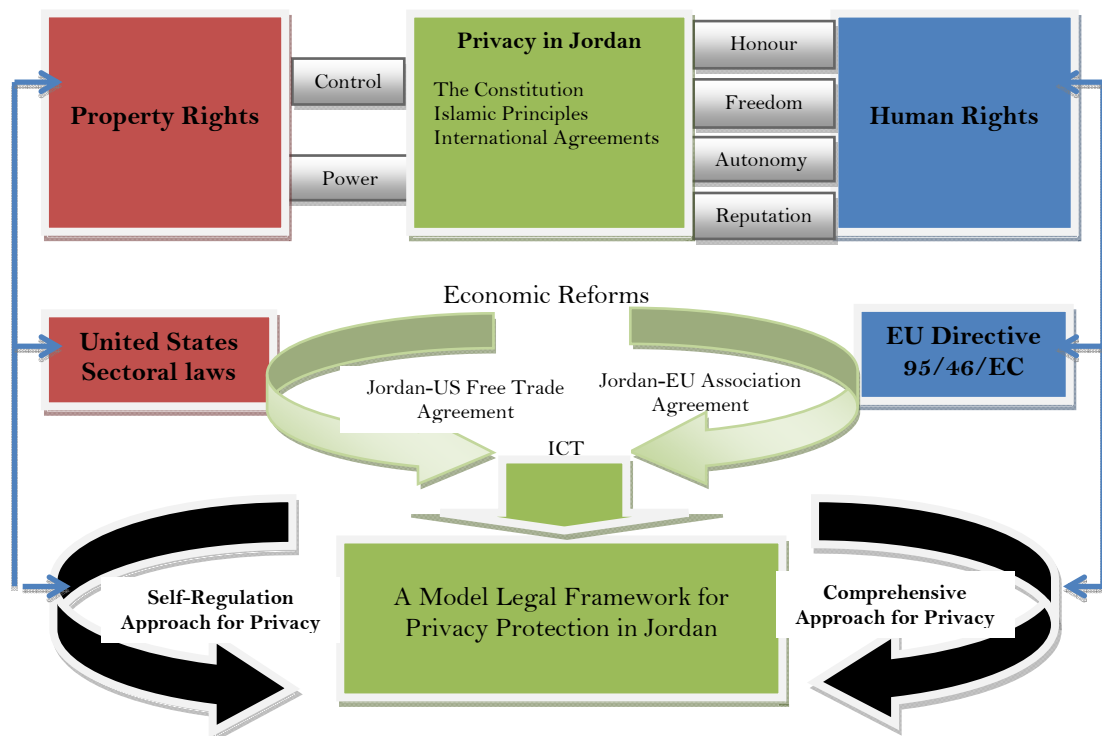 Property Rights
Control
Power
Privacy in Jordan
The Constitution
Islamic Principles
International Agreements
Honour
Freedom
Autonomy
Reputation
Human Rights
Economic Reforms
United States
Sectoral laws
Jordan-US Free Trade
Agreement
Jordan-EU Association
Agreement
EU Directive
95/46/EC
ICT
Self-Regulation
Approach for Privacy
A Model Legal Framework for
Privacy Protection in Jordan
Comprehensive
Approach for Privacy